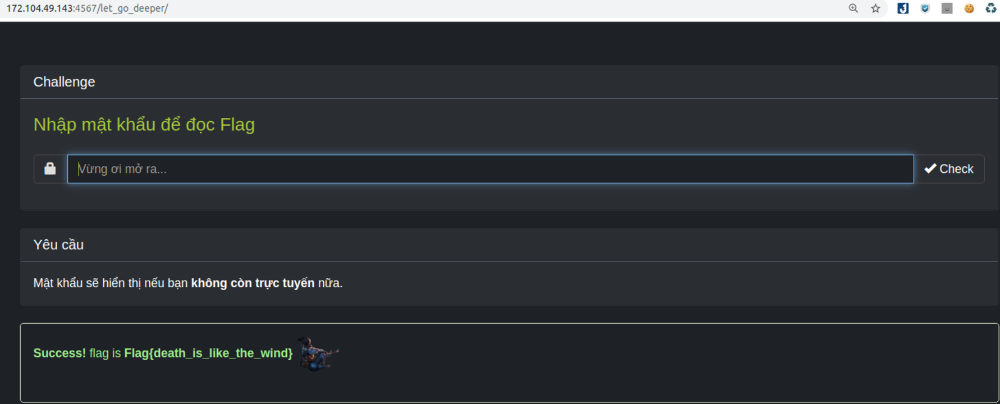 172.104.49.143:4567/let_go_deeper/
Challenge
Nhập mật khẩu để đọc Flag
Vừng ơi mở ra...
Check
Yêu cầu
Mật khẩu sẽ hiển thị nếu bạn không còn trực tuyến nữa.
Success! flag is Flag{death_is_like_the_wind}